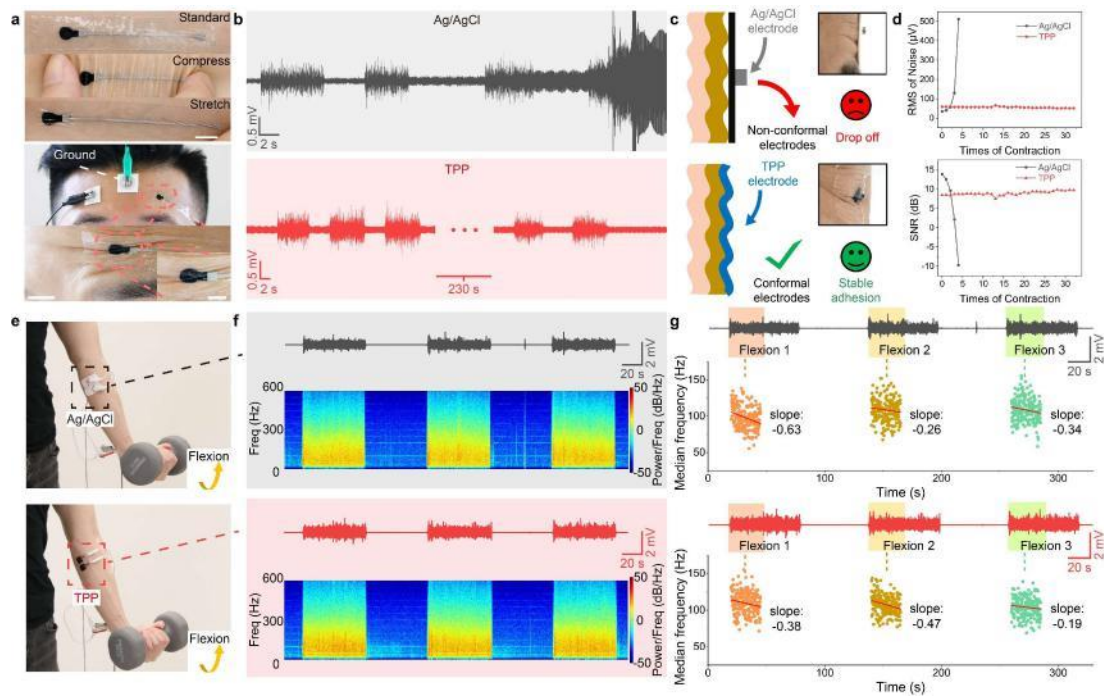 a
Standard
Compress
Stretch
Ground
b
Ag/AgCl
0.5 mV
2 s
TPP
0.5 mV
2 s
230 s
c
Ag/AgCl
electrode
Non-conformal
electrodes
Drop off
TPP
electrode
Conformal
electrodes
Stable
adhesion
d
RMS of Noise (μV)
500
400
300
200
100
0
Ag/AgCl
TPP
0 5 10 15 20 25 30
Times of Contraction
SNR (dB)
15
10
5
0
-5
-10
Ag/AgCl
TPP
0 5 10 15 20 25 30
Times of Contraction
e
Ag/AgCl
Flexion
TPP
Flexion
f
2 mV
20 s
Freq (Hz)
600
300
0
50
0
-50
Power/Freq (dB/Hz)
2 mV
20 s
Freq (Hz)
600
300
0
50
0
-50
Power/Freq (dB/Hz)
g
2 mV
20 s
Flexion 1 Flexion 2 Flexion 3
Median frequency (Hz)
150
100
50
slope:
-0.63
slope:
-0.26
slope:
-0.34
0 100 200 300
Time (s)
2 mV
20 s
Flexion 1 Flexion 2 Flexion 3
Median frequency (Hz)
150
100
50
slope:
-0.38
slope:
-0.47
slope:
-0.19
0 100 200 300
Time (s)